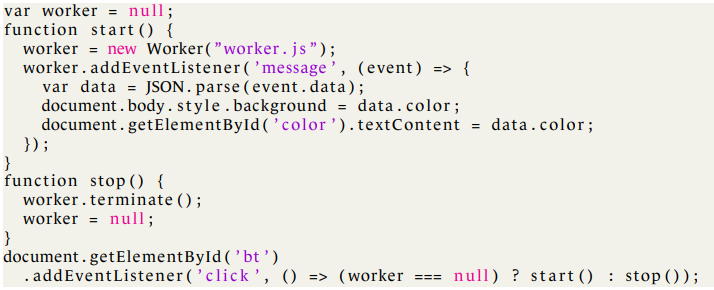 var worker = null;
function start() {
  worker = new Worker("worker.js");
  worker.addEventListener('message', (event) => {
    var data = JSON.parse(event.data);
    document.body.style.background = data.color;
    document.getElementById('color').textContent = data.color;
  });
}
function stop() {
  worker.terminate();
  worker = null;
}
document.getElementById('bt')
  .addEventListener('click', () => (worker === null) ? start() : stop());